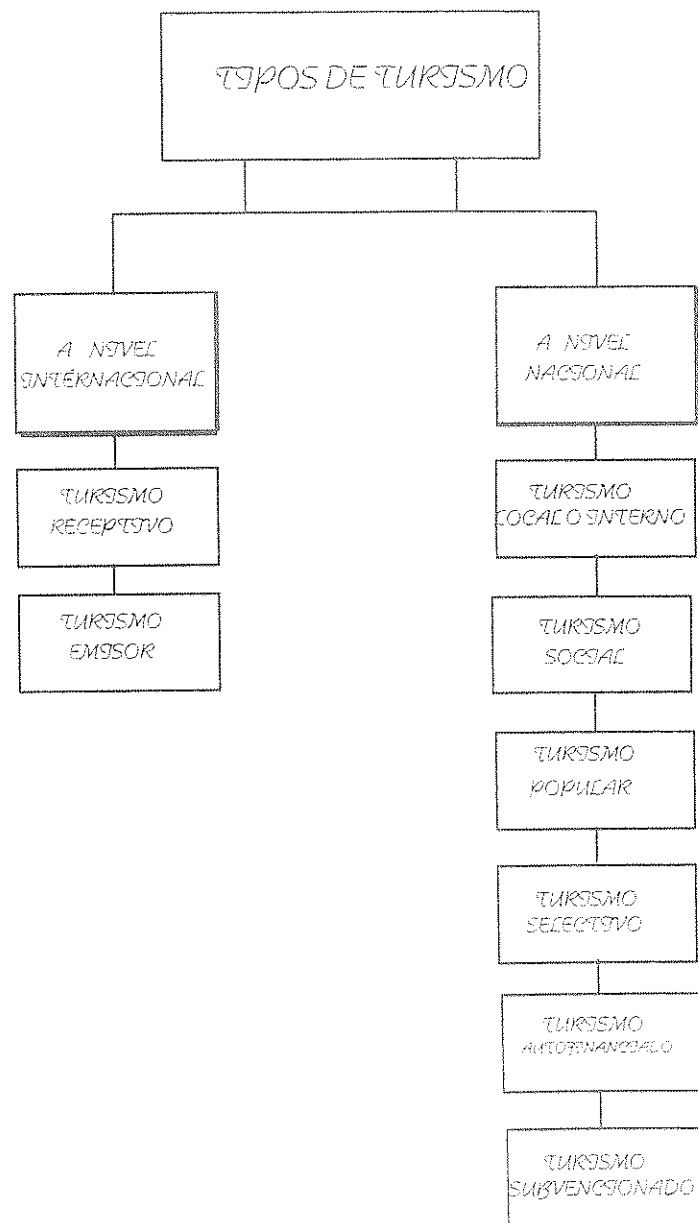 TIPOS DE TURISMO
A NIVEL
INTERNACIONAL
TURISMO
RECEPTIVO
TURISMO
EMISOR
A NIVEL
NACIONAL
TURISMO
LOCAL O INTERNO
TURISMO
SOCIAL
TURISMO
POPULAR
TURISMO
SELECTIVO
TURISMO
AUTOFINANCIADO
TURISMO
SUBVENCIONADO